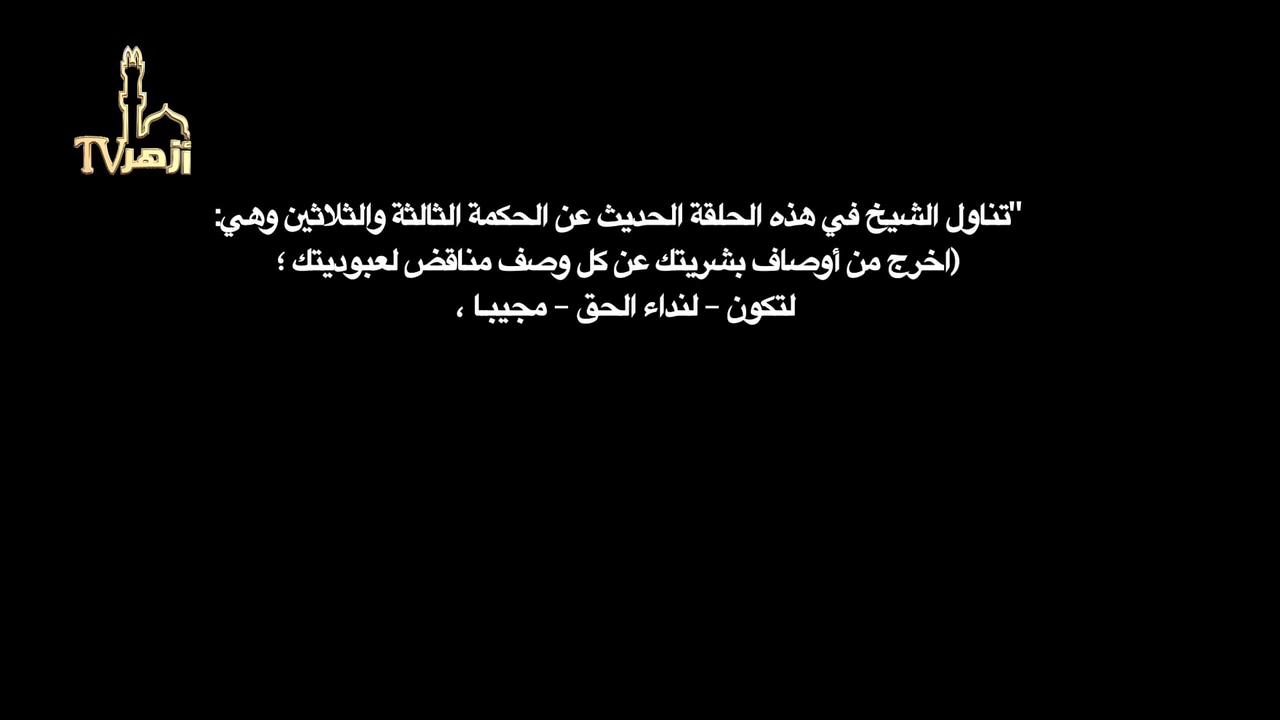 أزهر TV
"تناول الشيخ في هذه الحلقة الحديث عن الحكمة الثالثة والثلاثين وهي:
(اخرج من أوصاف بشريتك عن كل وصف مناقض لعبوديتك ؛
لتكون - لنداء الحق - مجيبا ،